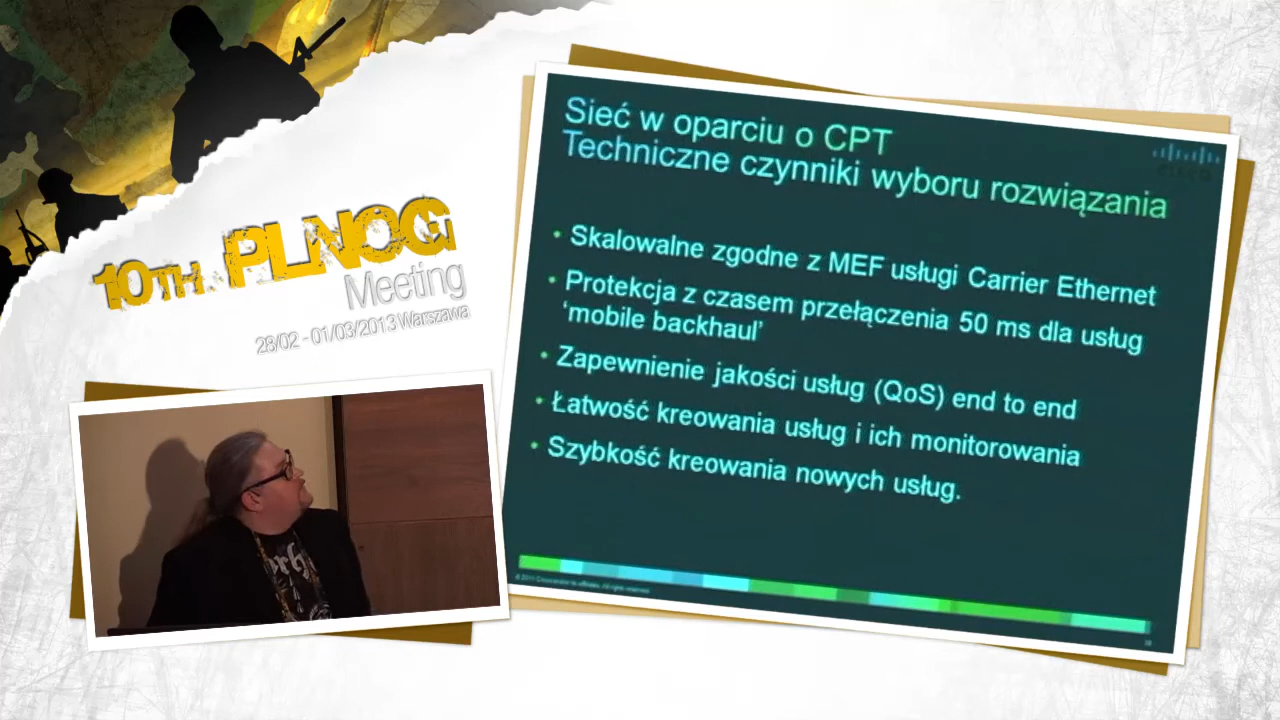 10TH PLNOG
Meeting
28/02 - 01/03/2013 Warszawa
Sieć w oparciu o CPT
Techniczne czynniki wyboru rozwiązania
• Skalowalne zgodne z MEF usługi Carrier Ethernet
• Protekcja z czasem przełączenia 50 ms dla usług
‘mobile backhaul’
• Zapewnienie jakości usług (QoS) end to end
• Łatwość kreowania usług i ich monitorowania
• Szybkość kreowania nowych usług.